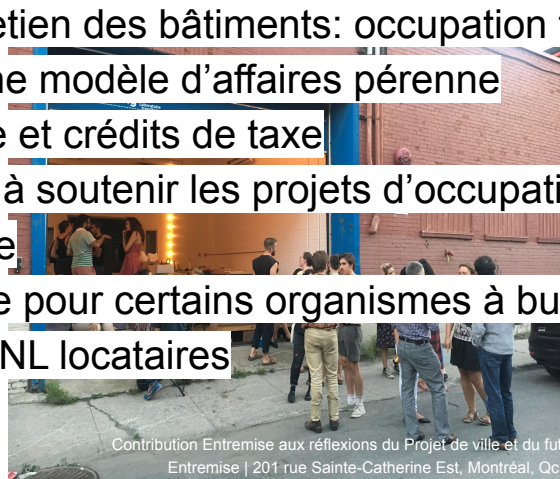 etien des bâtiments: occupation
ne modèle d’affaires pérenne
e et crédits de taxe
à soutenir les projets d’occupati
e
e pour certains organismes à bu
NL locataires
Contribution Entremise aux réflexions du Projet de ville et du fut
Entremise | 201 rue Sainte-Catherine Est, Montréal, Qc